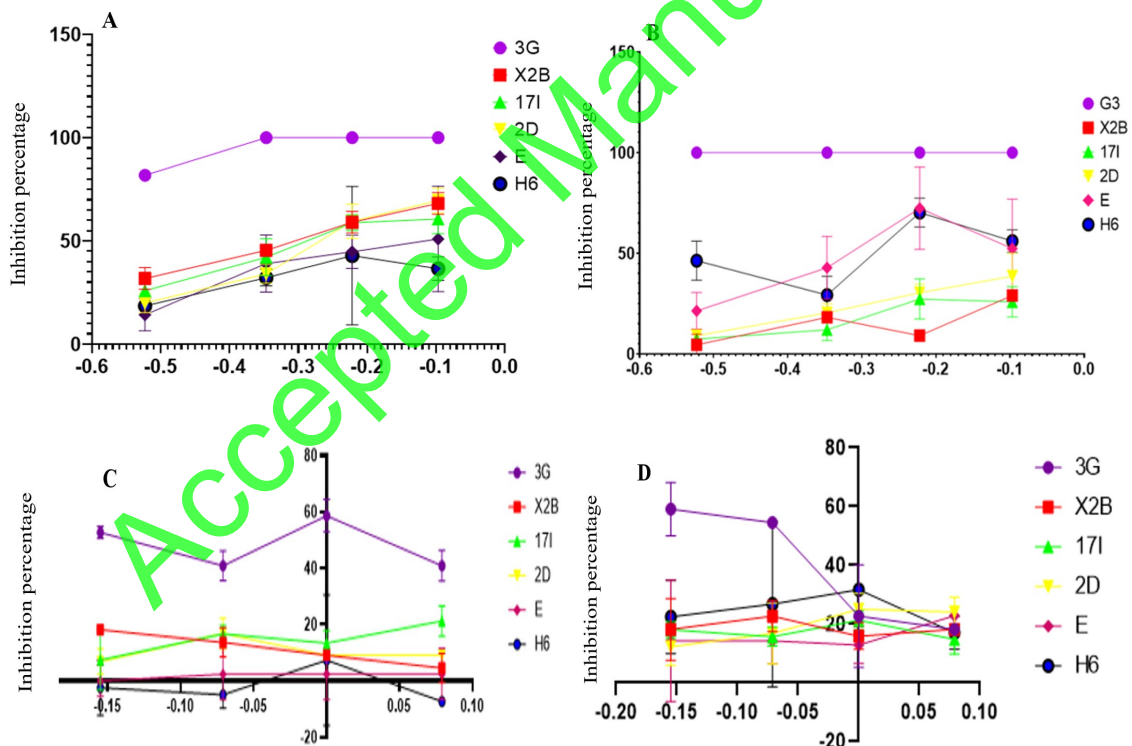 A
150
100
50
0
Inhibition percentage
-0.6 -0.5 -0.4 -0.3 -0.2 -0.1 0.0
3G
X2B
17I
2D
E
H6
B
150
100
50
0
Inhibition percentage
-0.6 -0.5 -0.4 -0.3 -0.2 -0.1 0.0
G3
X2B
17I
2D
E
H6
Accepted Manu
C
80
60
40
20
-20
Inhibition percentage
-0.15 -0.10 -0.05 0.05 0.10
3G
X2B
17I
2D
E
H6
D
80
60
40
20
-20
Inhibition percentage
-0.20 -0.15 -0.10 -0.05 0.05 0.10
3G
X2B
17I
2D
E
H6